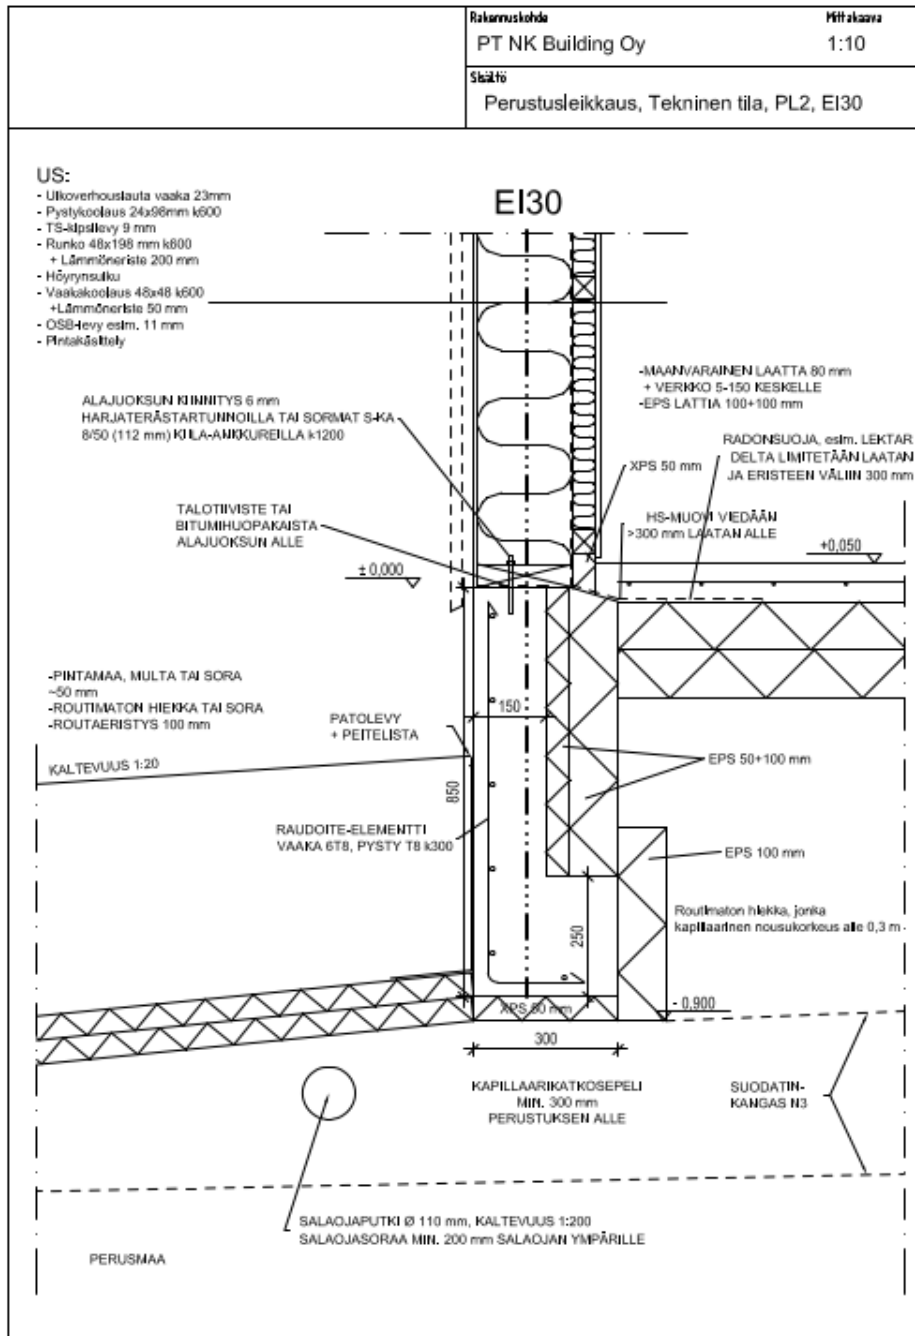 Rakennuskohde
Mittakaava
PT NK Building Oy
1:10
Sisältö
Perustusleikkaus, Tekninen tila, PL2, EI30
US:
- Ulkoverhouslauta vaaka 23mm
- Pystykoolaus 24x98mm k600
- TS-kipsilevy 9 mm
- Runko 48x198 mm k600
+ Lämmöneriste 200 mm
- Höyrynsulku
- Vaakakoolaus 48x48 k600
+Lämmöneriste 50 mm
- OSB-levy esim. 11 mm
- Pintakäsittely
EI30
ALAJUOKSUN KIINNITYS 6 mm
HARJATERÄSTARTUNNOILLA TAI SORMAT S-KA
8/50 (112 mm) KIILA-ANKKUREILLA k1200
-MAANVARAINEN LAATTA 80 mm
+ VERKKO 5-150 KESKELLE
-EPS LATTIA 100+100 mm
RADONSUOJA, esim. LEKTAR
DELTA LIMITETÄÄN LAATAN
JA ERISTEEN VÄLIIN 300 mm
XPS 50 mm
TALOTIIVISTE TAI
BITUMIHUOPAKAISTA
ALAJUOKSUN ALLE
HS-MUOVI VIEDÄÄN
>300 mm LAATAN ALLE
+0,050
± 0,000
-PINTAMAA, MULTA TAI SORA
~50 mm
-ROUTIMATON HIEKKA TAI SORA
-ROUTAERISTYS 100 mm
150
PATOLEVY
+ PEITELISTA
KALTEVUUS 1:20
EPS 50+100 mm
850
RAUDOITE-ELEMENTTI
VAAKA 6T8, PYSTY T8 k300
EPS 100 mm
Routimaton hiekka, jonka
kapillaarinen nousukorkeus alle 0,3 m
250
XPS 50 mm
- 0,900
300
KAPILLAARIKATKOSEPELI
MIN. 300 mm
PERUSTUKSEN ALLE
SUODATIN-
KANGAS N3
SALAOJAPUTKI Ø 110 mm, KALTEVUUS 1:200
SALAOJASORAA MIN. 200 mm SALAOJAN YMPÄRILLE
PERUSMAA